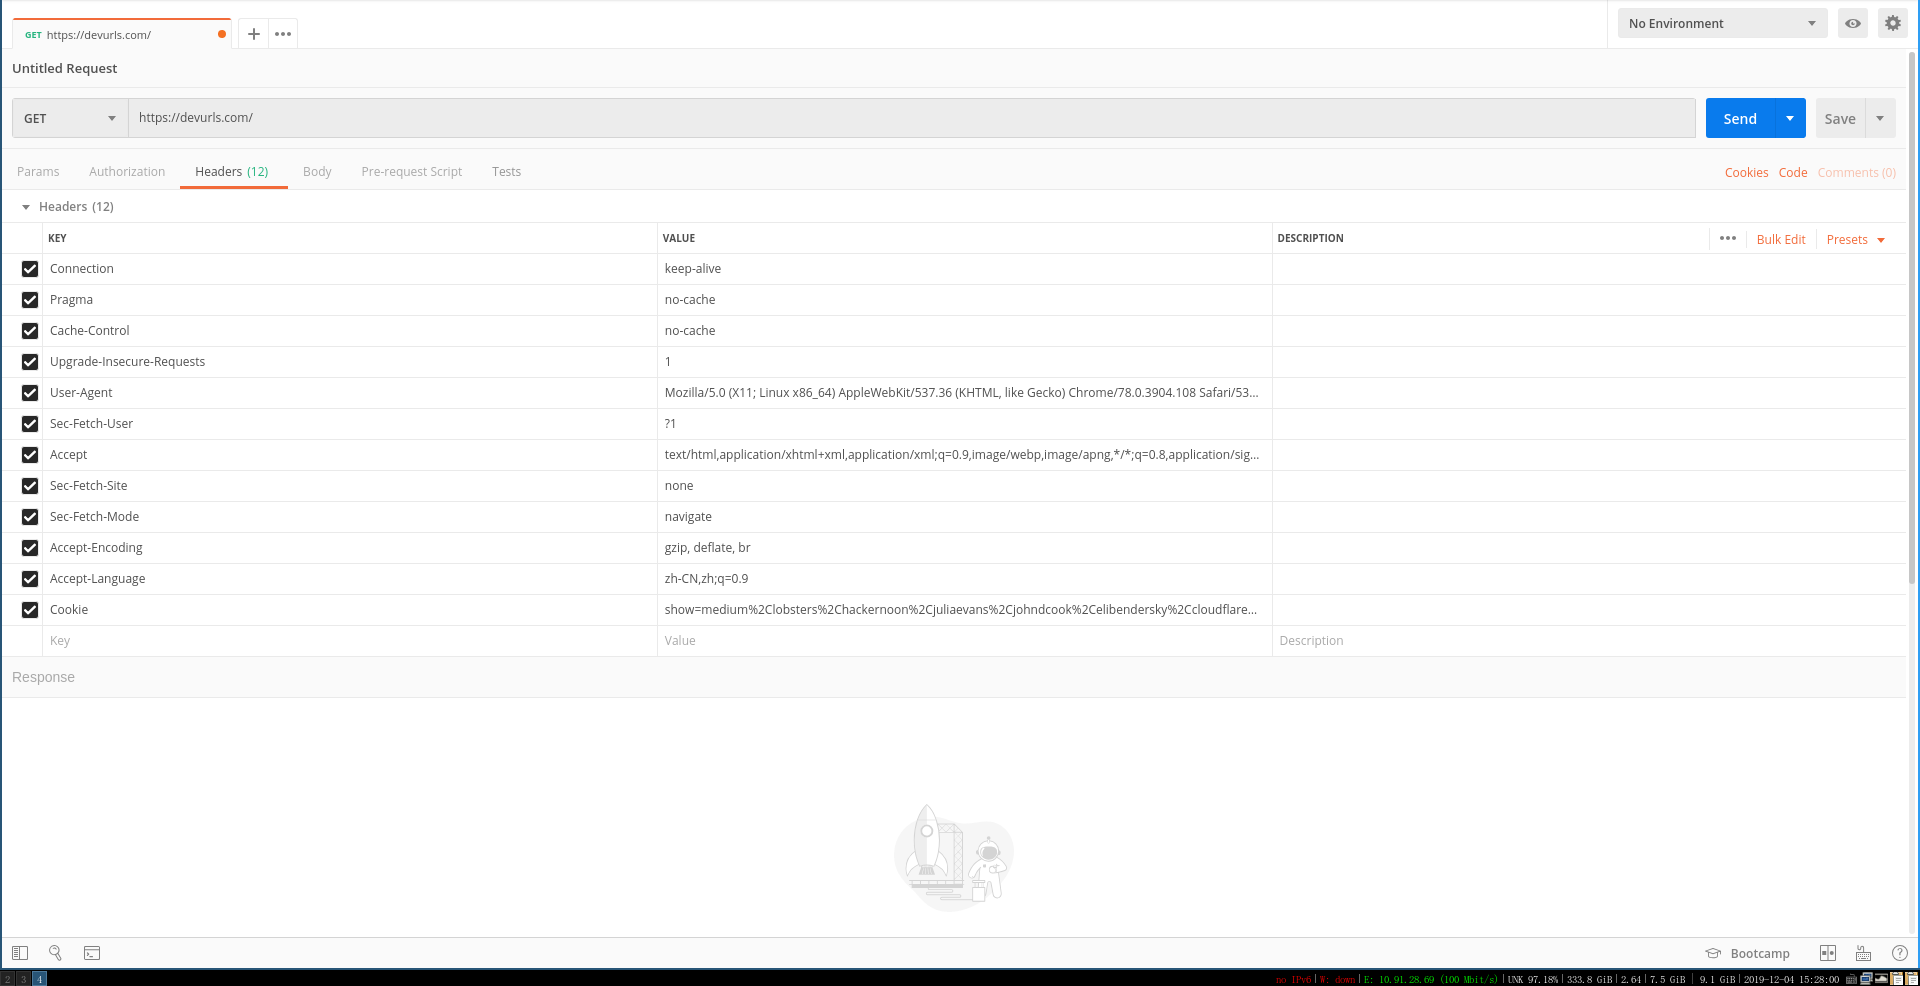 GET https://devurls.com/
No Environment
Untitled Request
GET https://devurls.com/ Send Save
Params Authorization Headers (12) Body Pre-request Script Tests Cookies Code Comments (0)
Headers (12)
KEY VALUE DESCRIPTION Bulk Edit Presets
Connection keep-alive
Pragma no-cache
Cache-Control no-cache
Upgrade-Insecure-Requests 1
User-Agent Mozilla/5.0 (X11; Linux x86_64) AppleWebKit/537.36 (KHTML, like Gecko) Chrome/78.0.3904.108 Safari/53...
Sec-Fetch-User ?1
Accept text/html,application/xhtml+xml,application/xml;q=0.9,image/webp,image/apng,*/*;q=0.8,application/sig...
Sec-Fetch-Site none
Sec-Fetch-Mode navigate
Accept-Encoding gzip, deflate, br
Accept-Language zh-CN,zh;q=0.9
Cookie show=medium%2Clobsters%2Chackernoon%2Cjuliaevans%2Cjohndcook%2Celibendersky%2Ccloudflare...
Key Value Description
Response
Bootcamp
2 3 4 no IPv6| W: down| E: 10.91.28.69 (100 Mbit/s)| UNK 97.18%| 333.8 GiB| 2.64| 7.5 GiB | 9.1 GiB| 2019-12-04 15:28:00